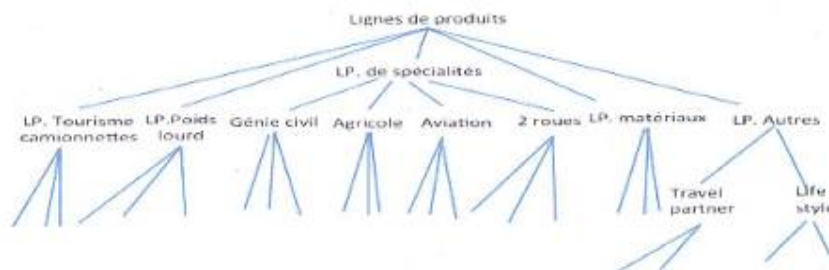 Lignes de produits
LP. de spécialités
LP. Tourisme
camionnettes
LP.Poids
lourd
Génie civil
Agricole
Aviation
2 roues
LP. matériaux
LP. Autres
Travel
partner
Life
style